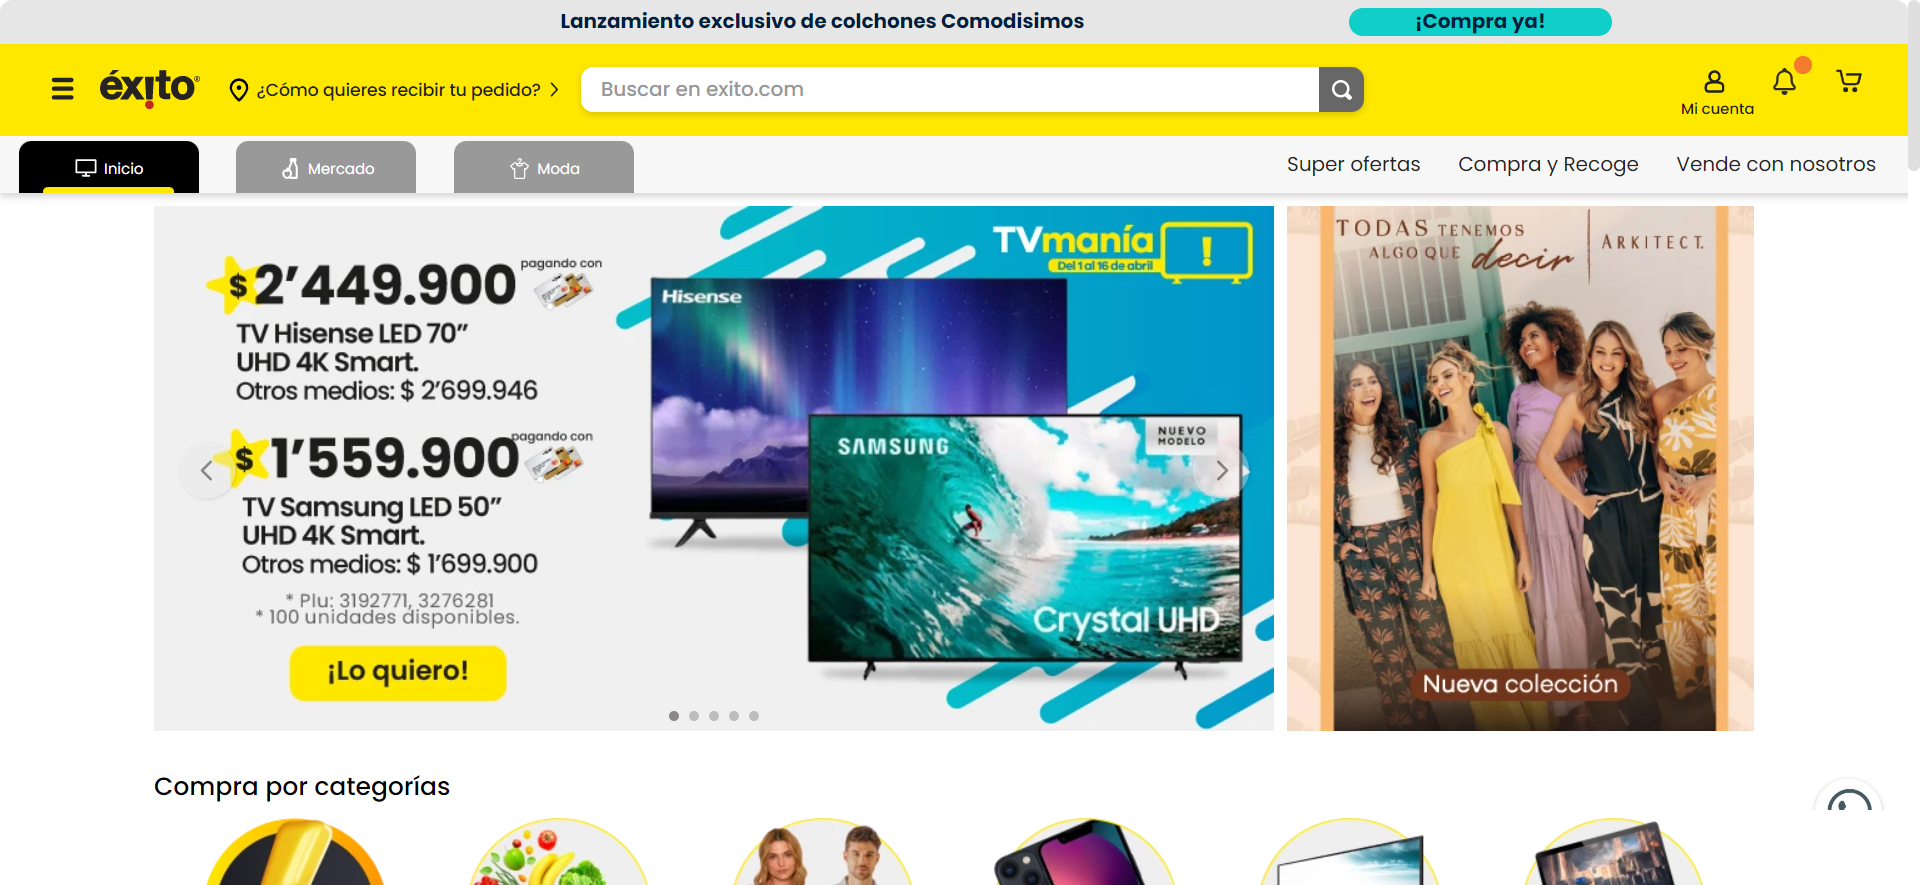 Lanzamiento exclusivo de colchones Comodisimos
¡Compra ya!
éxito
¿Cómo quieres recibir tu pedido?
Buscar en exito.com
Mi cuenta
Inicio
Mercado
Moda
Super ofertas
Compra y Recoge
Vende con nosotros
$ 2’449.900
pagando con
TV Hisense LED 70”
UHD 4K Smart.
Otros medios: $ 2’699.946
$ 1’559.900
pagando con
TV Samsung LED 50”
UHD 4K Smart.
Otros medios: $ 1’699.900
* Plu: 3192771, 3276281
* 100 unidades disponibles.
¡Lo quiero!
TVmanía
Del 1 al 16 de abril
!
Hisense
SAMSUNG
NUEVO
MODELO
Crystal UHD
TODAS TENEMOS
ALGO QUE decir
ARKITECT.
Nueva colección
Compra por categorías